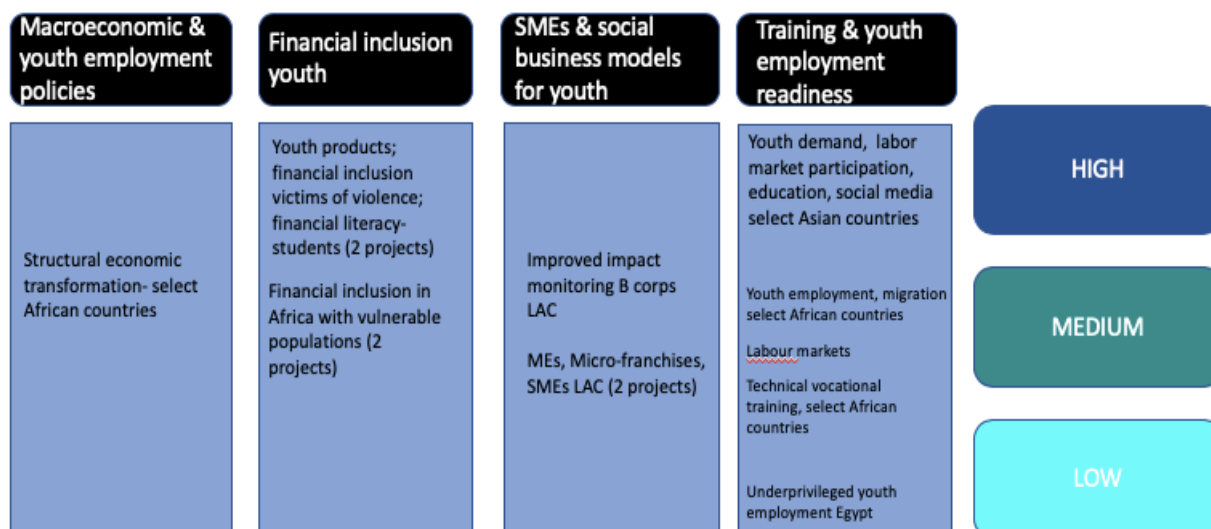 Macroeconomic &
youth employment
policies
Financial inclusion
youth
SMEs & social
business models
for youth
Training & youth
employment
readiness
Structural economic
transformation- select
African countries
Youth products;
financial inclusion
victims of violence;
financial literacy-
students (2 projects)
Financial inclusion in
Africa with vulnerable
populations (2
projects)
Improved impact
monitoring B corps
LAC
MEs, Micro-franchises,
SMEs LAC (2 projects)
Youth demand, labor
market participation,
education, social media
select Asian countries
Youth employment, migration
select African countries
Labour markets
Technical vocational
training, select African
countries
Underprivileged youth
employment Egypt
HIGH
MEDIUM
LOW